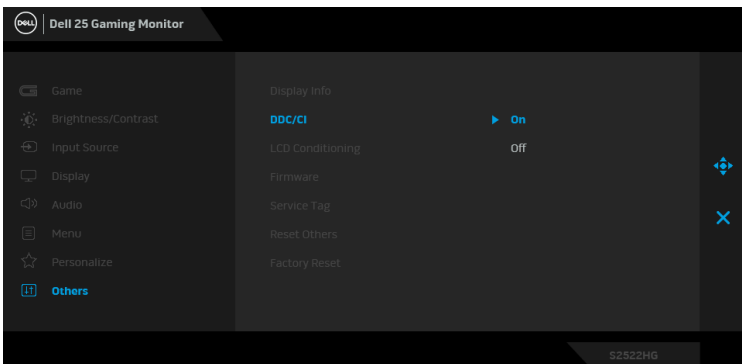 DELL Dell 25 Gaming Monitor
Game
Brightness/Contrast
Input Source
Display
Audio
Menu
Personalize
Others
Display Info
DDC/CI On
LCD Conditioning Off
Firmware
Service Tag
Reset Others
Factory Reset
S2522HG